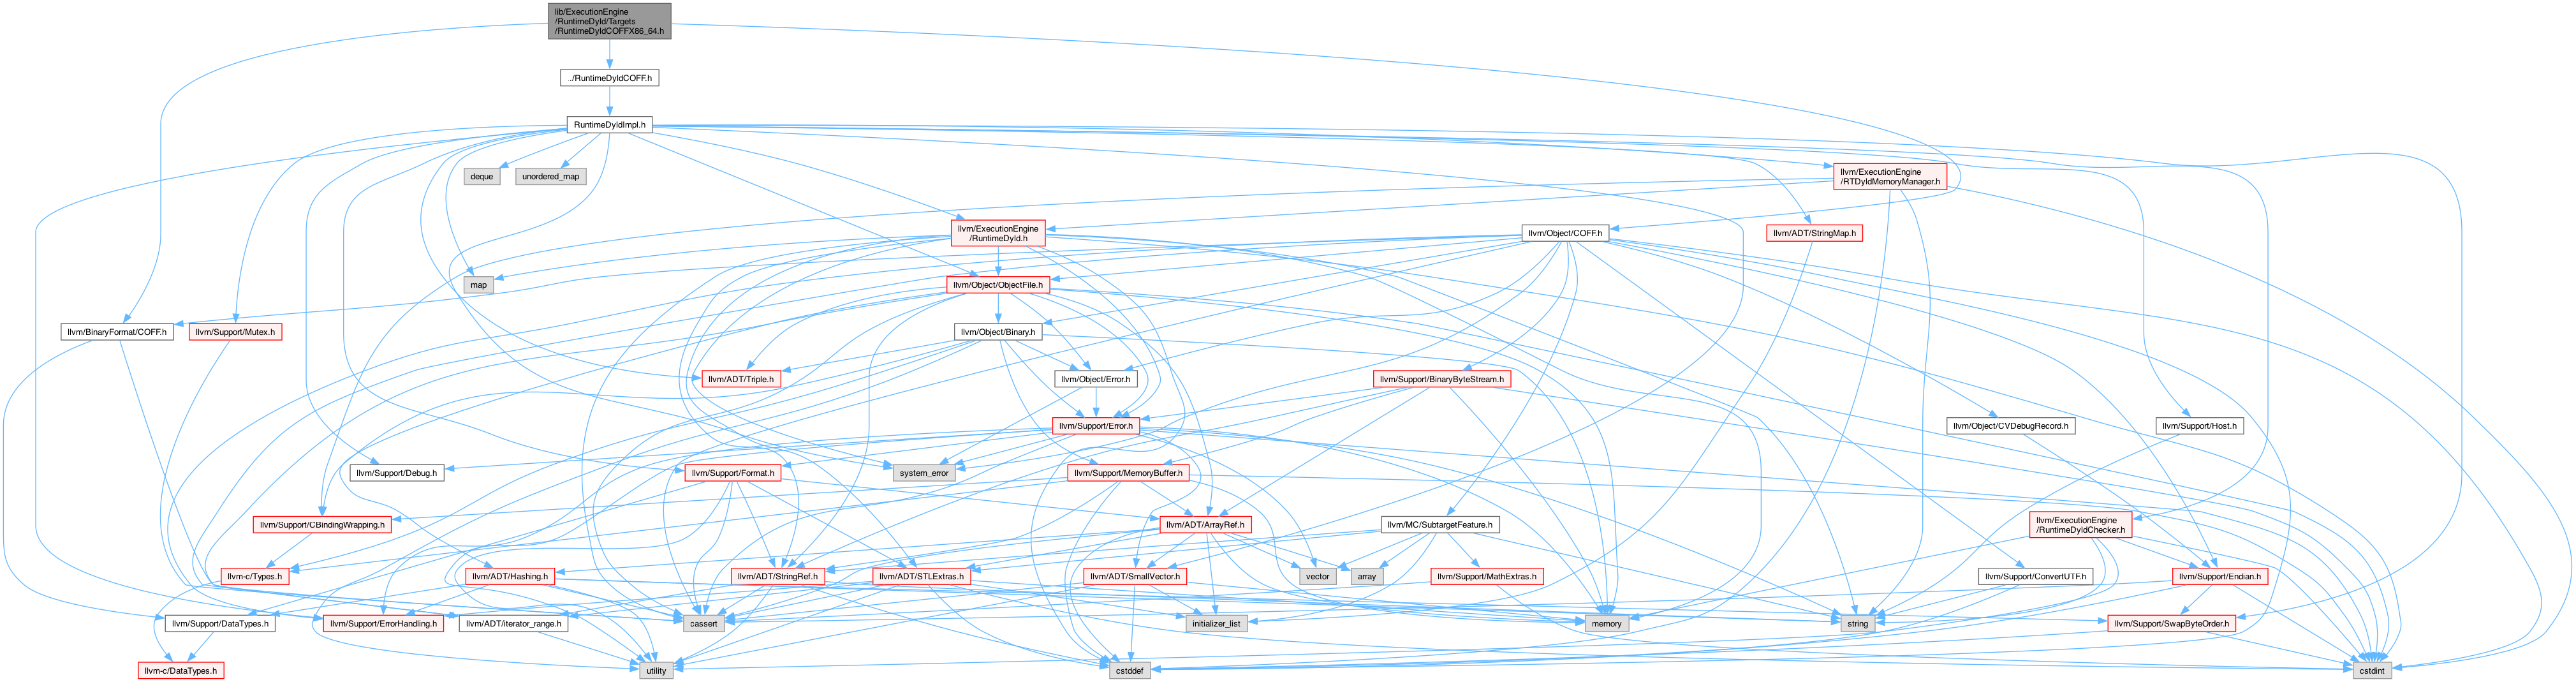 lib/ExecutionEngine
/RuntimeDyld/Targets
/RuntimeDyldCOFFX86_64.h
../RuntimeDyldCOFF.h
RuntimeDyldImpl.h
deque
unordered_map
llvm/ExecutionEngine
/RTDyldMemoryManager.h
llvm/ExecutionEngine
/RuntimeDyld.h
llvm/Object/COFF.h
llvm/ADT/StringMap.h
map
llvm/Object/ObjectFile.h
llvm/BinaryFormat/COFF.h
llvm/Support/Mutex.h
llvm/Object/Binary.h
llvm/ADT/Triple.h
llvm/Object/Error.h
llvm/Support/BinaryByteStream.h
llvm/Support/Error.h
llvm/Object/CVDebugRecord.h
llvm/Support/Host.h
llvm/Support/Debug.h
llvm/Support/Format.h
system_error
llvm/Support/MemoryBuffer.h
llvm/Support/CBindingWrapping.h
llvm/ADT/ArrayRef.h
llvm/MC/SubtargetFeature.h
llvm/ExecutionEngine
/RuntimeDyldChecker.h
llvm-c/Types.h
llvm/ADT/Hashing.h
llvm/ADT/StringRef.h
llvm/ADT/STLExtras.h
llvm/ADT/SmallVector.h
vector
array
llvm/Support/MathExtras.h
llvm/Support/ConvertUTF.h
llvm/Support/Endian.h
llvm/Support/DataTypes.h
llvm/Support/ErrorHandling.h
llvm/ADT/iterator_range.h
cassert
initializer_list
memory
string
llvm/Support/SwapByteOrder.h
llvm-c/DataTypes.h
utility
cstddef
cstdint